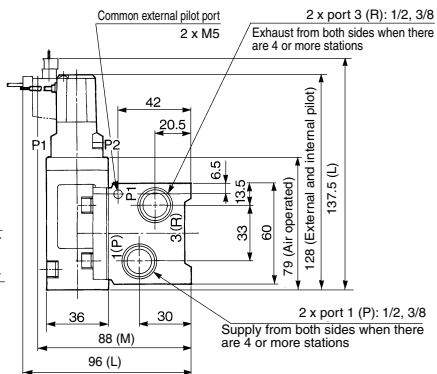 Common external pilot port
2 x M5
2 x port 3 (R): 1/2, 3/8
Exhaust from both sides when there
are 4 or more stations
42
20.5
P1
P2
P1
6.5
13.5
3 (R)
1(P)
33
60
79 (Air operated)
128 (External and internal pilot)
137.5 (L)
36
30
88 (M)
96 (L)
2 x port 1 (P): 1/2, 3/8
Supply from both sides when there
are 4 or more stations